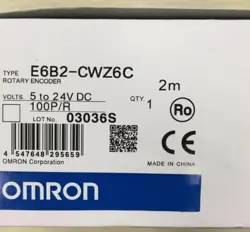 TYPE E6B2-CWZ6C
ROTARY ENCODER 2m
VOLTS. 5 to 24V DC QTY 1
100P/R
LOT No. 03036S
Ro
4 547648 295659
OMRON Corporation
MADE IN CHINA
OMRON